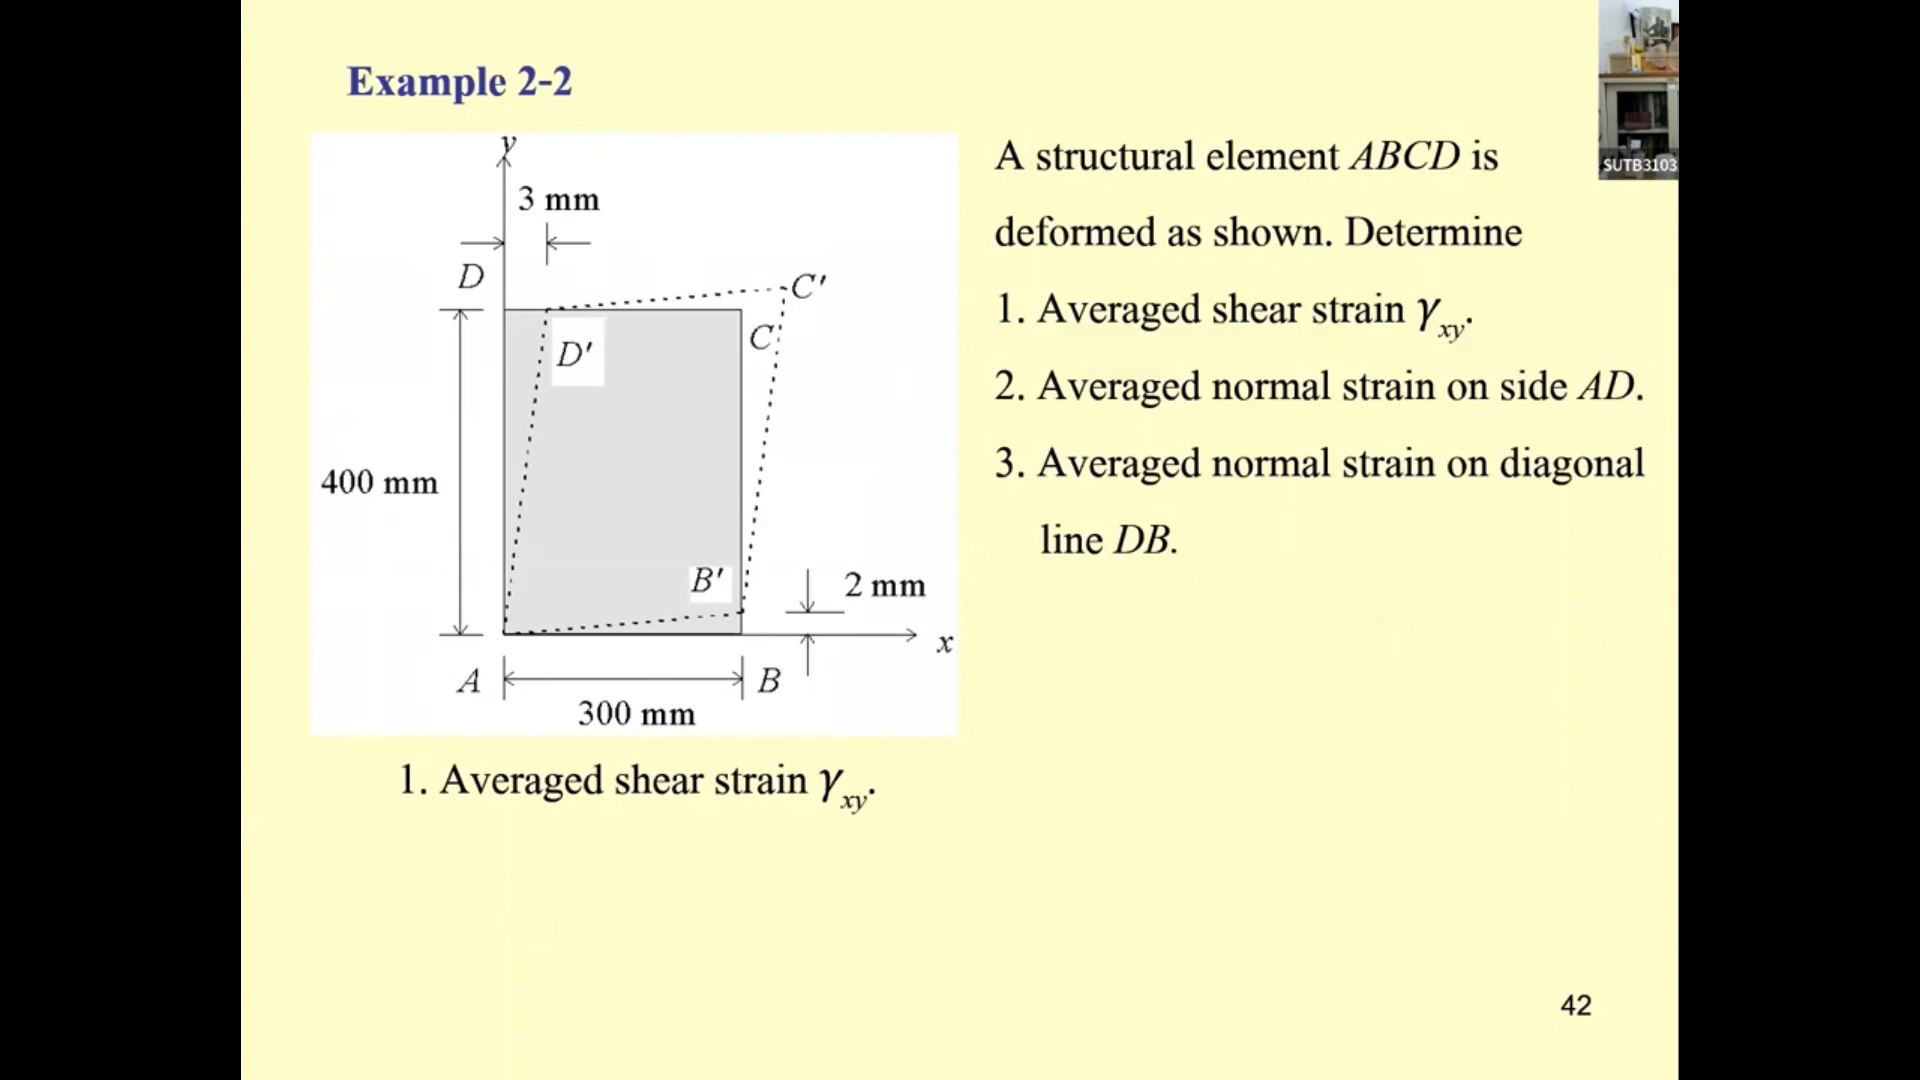 Example 2-2
SUTB3103
y
3 mm
D
C'
C
D'
400 mm
B'
2 mm
x
A
B
300 mm
A structural element ABCD is
deformed as shown. Determine
1. Averaged shear strain γxy.
2. Averaged normal strain on side AD.
3. Averaged normal strain on diagonal
line DB.
1. Averaged shear strain γxy.
42